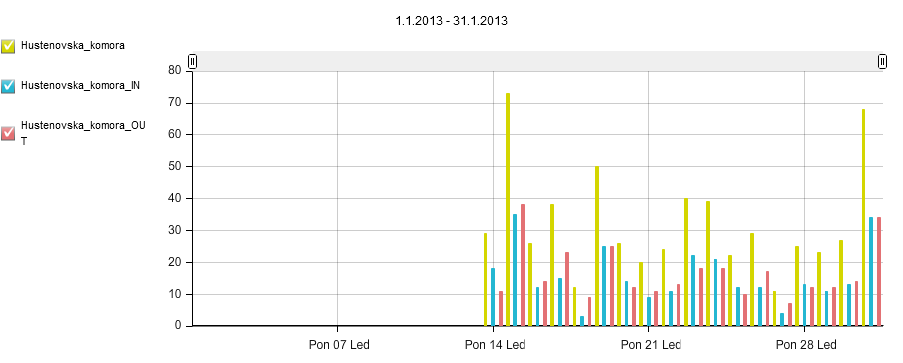 1.1.2013 - 31.1.2013
Hustenovska_komora
Hustenovska_komora_IN
Hustenovska_komora_OU
T
80
70
60
50
40
30
20
10
0
Pon 07 Led
Pon 14 Led
Pon 21 Led
Pon 28 Led